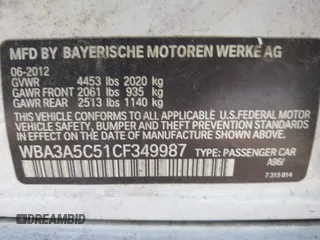 MFD BY BAYERISCHE MOTOREN WERKE AG
06-2012
GVWR 4453 lbs 2020 kg
GAWR FRONT 2061 lbs 935 kg
GAWR REAR 2513 lbs 1140 kg
THIS VEHICLE CONFORMS TO ALL APPLICABLE
U.S. FEDERAL MOTOR VEHICLE SAFETY, BUMPER AND
THEFT PREVENTION STANDARDS IN EFFECT ON THE
DATE OF MANUFACTURE SHOWN ABOVE.
WBA3A5C51CF349987 TYPE: PASSENGER CAR
A96/
7 315 814
AUTOBIDMD